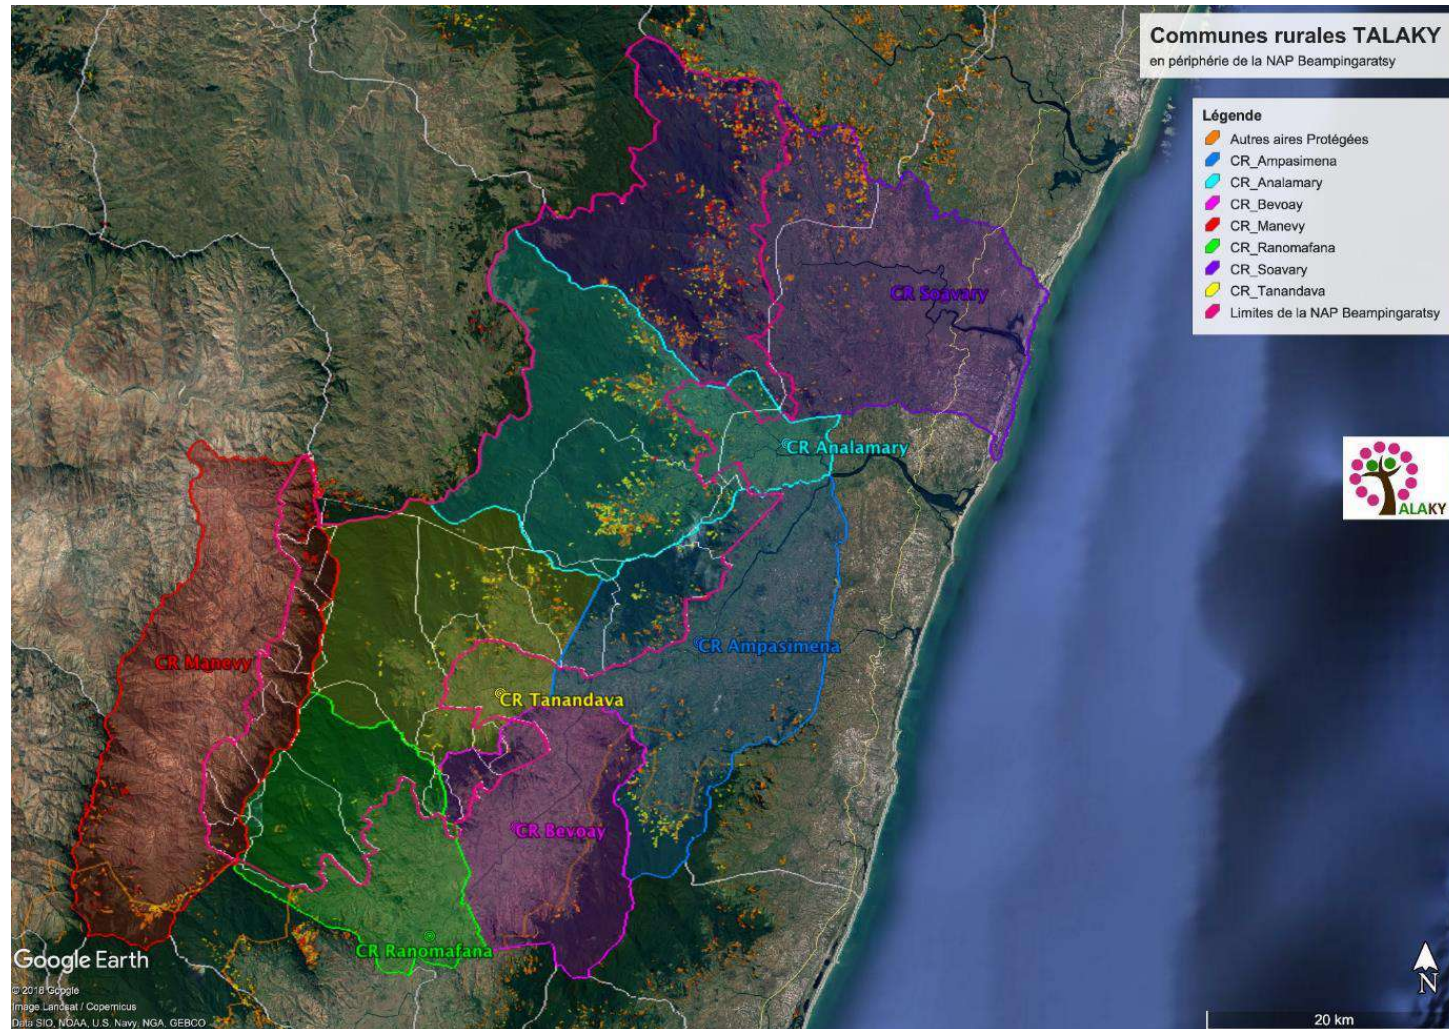 Communes rurales TALAKY
en périphérie de la NAP Beampingaratsy
Légende
Autres aires Protégées
CR_Ampasimena
CR_Analamary
CR_Bevoay
CR_Manevy
CR_Ranomafana
CR_Soavary
CR_Tanandava
Limites de la NAP Beampingaratsy
CR Soavary
CR Analamary
ALAKY
CR Ampasimena
CR Manevy
CR Tanandava
CR Bevoay
CR Ranomafana
Google Earth
© 2018 Google
Image Landsat / Copernicus
Data SIO, NOAA, U.S. Navy, NGA, GEBCO
N
20 km